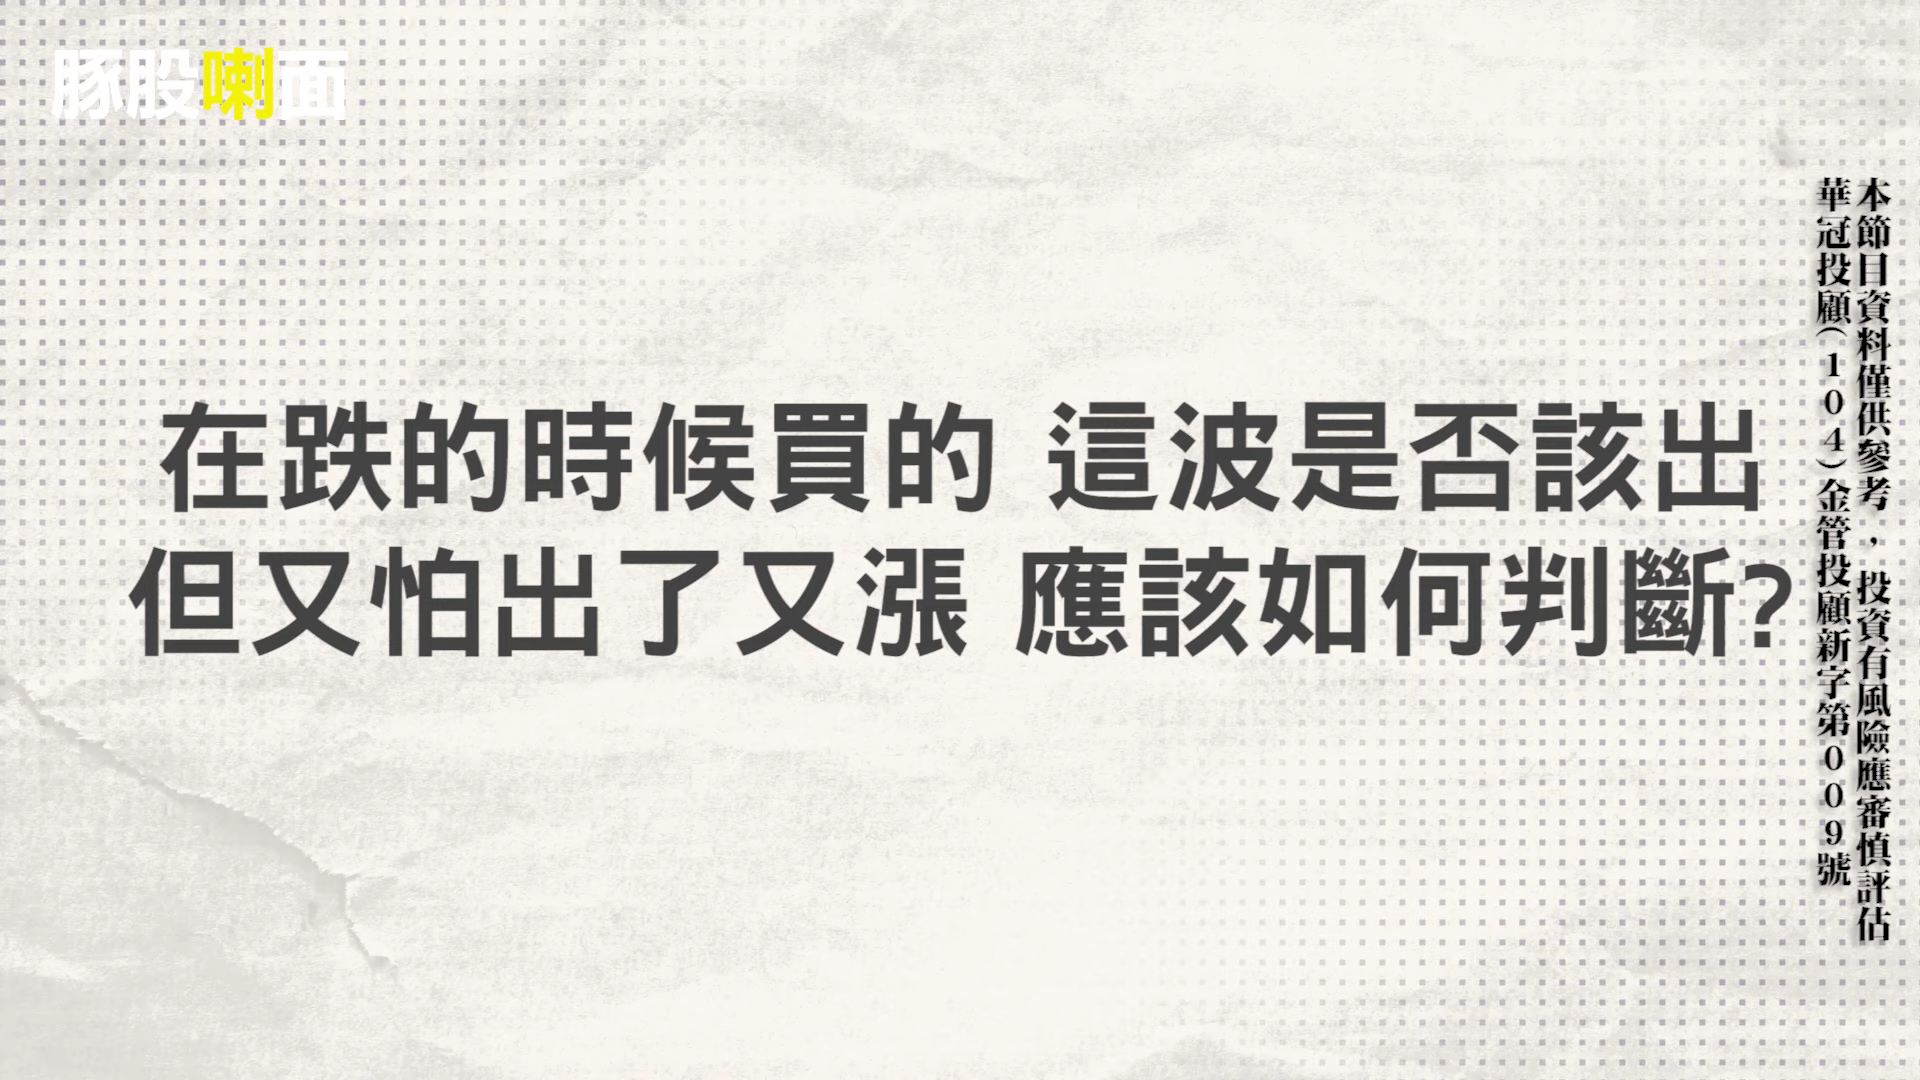 豚股喇面
在跌的時候買的 這波是否該出
但又怕出了又漲 應該如何判斷?
本節目資料僅供參考，投資有風險應審慎評估
華冠投顧(104)金管投顧新字第009號